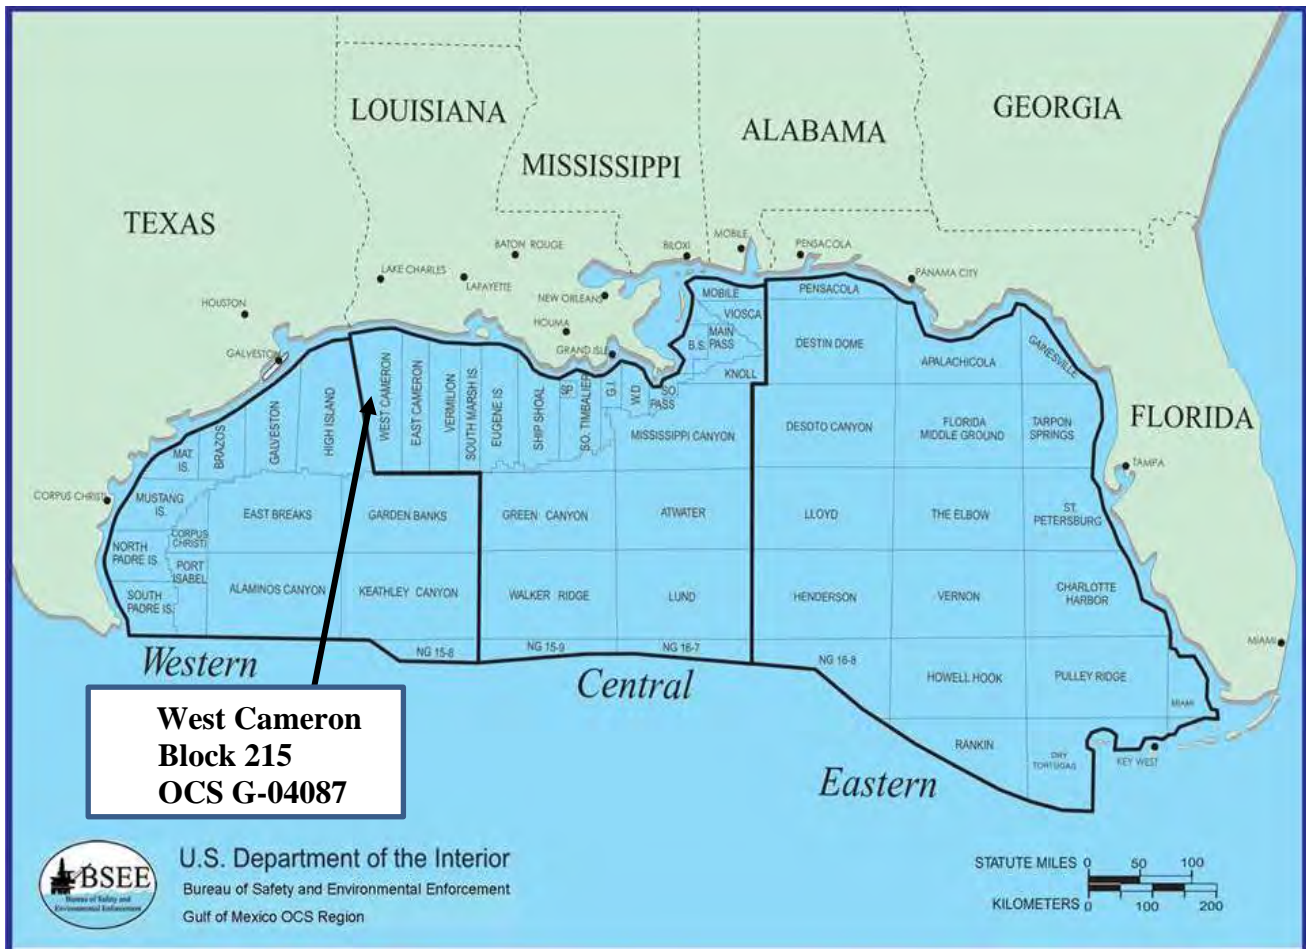 LOUISIANA
MISSISSIPPI
ALABAMA
GEORGIA
TEXAS
FLORIDA
LAKE CHARLES
LAFAYETTE
BATON ROUGE
NEW ORLEANS
HOUMA
GRAND ISLE
BILOXI
MOBILE
PENSACOLA
PANAMA CITY
HOUSTON
GALVESTON
CORPUS CHRISTI
TAMPA
MIAMI
KEY WEST
MOBILE
VIOSCA
KNOLL
MAIN
PASS
B.S.
PENSACOLA
DESTIN DOME
APALACHICOLA
GAINESVILLE
WEST CAMERON
EAST CAMERON
VERMILION
SOUTH MARSH IS.
EUGENE IS
SHIP SHOAL
SO. TIMBALIER
G.I.
W.D.
SO.
PASS
MAT.
IS.
BRAZOS
GALVESTON
HIGH ISLAND
MISSISSIPPI CANYON
DESOTO CANYON
FLORIDA
MIDDLE GROUND
TARPON
SPRINGS
MUSTANG
IS.
EAST BREAKS
GARDEN BANKS
GREEN CANYON
ATWATER
LLOYD
THE ELBOW
ST.
PETERSBURG
CORPUS
CHRISTI
NORTH
PADRE IS.
PORT
ISABEL
SOUTH
PADRE IS.
ALAMINOS CANYON
KEATHLEY CANYON
WALKER RIDGE
LUND
HENDERSON
VERNON
CHARLOTTE
HARBOR
NG 15-8
NG 15-9
NG 16-7
NG 16-8
HOWELL HOOK
PULLEY RIDGE
MIAMI
RANKIN
DRY
TORTUGAS
Western
Central
Eastern
West Cameron
Block 215
OCS G-04087
BSEE
Bureau of Safety and
Environmental Enforcement
U.S. Department of the Interior
Bureau of Safety and Environmental Enforcement
Gulf of Mexico OCS Region
STATUTE MILES 0 50 100
KILOMETERS 0 100 200